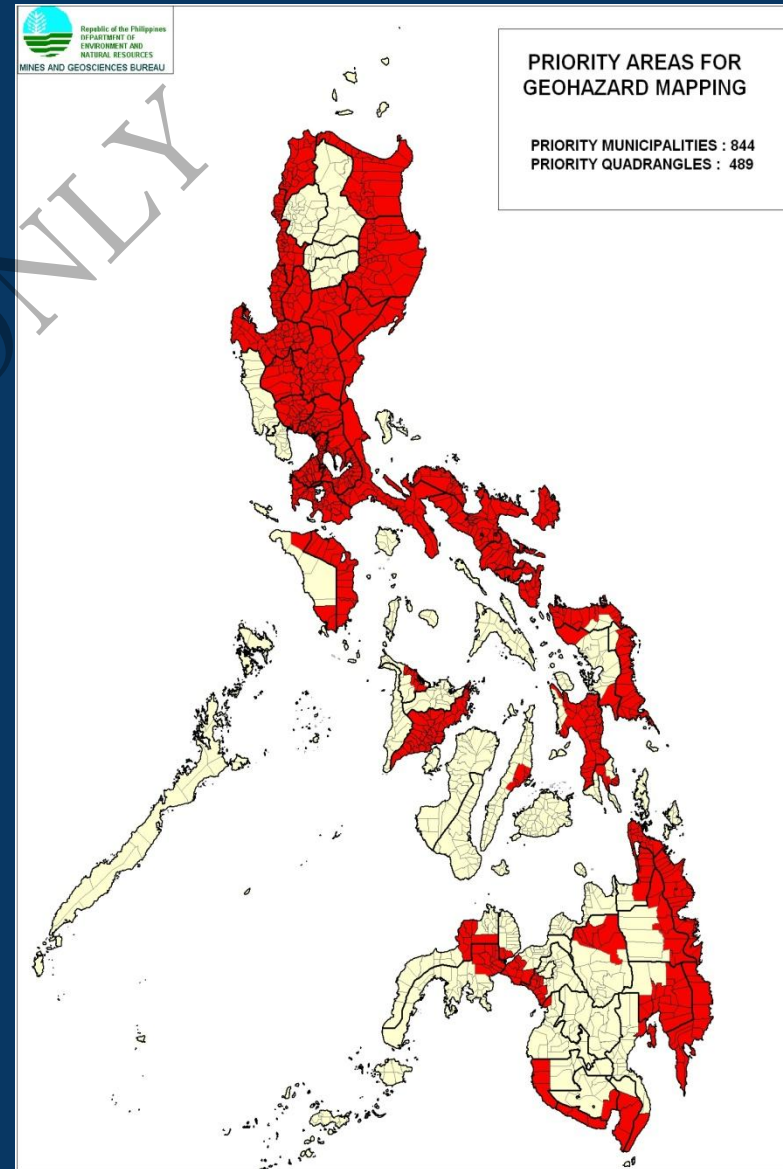 Republic of the Philippines
DEPARTMENT OF
ENVIRONMENT AND
NATURAL RESOURCES
MINES AND GEOSCIENCES BUREAU
PRIORITY AREAS FOR
GEOHAZARD MAPPING
PRIORITY MUNICIPALITIES : 844
PRIORITY QUADRANGLES : 489
ONLY